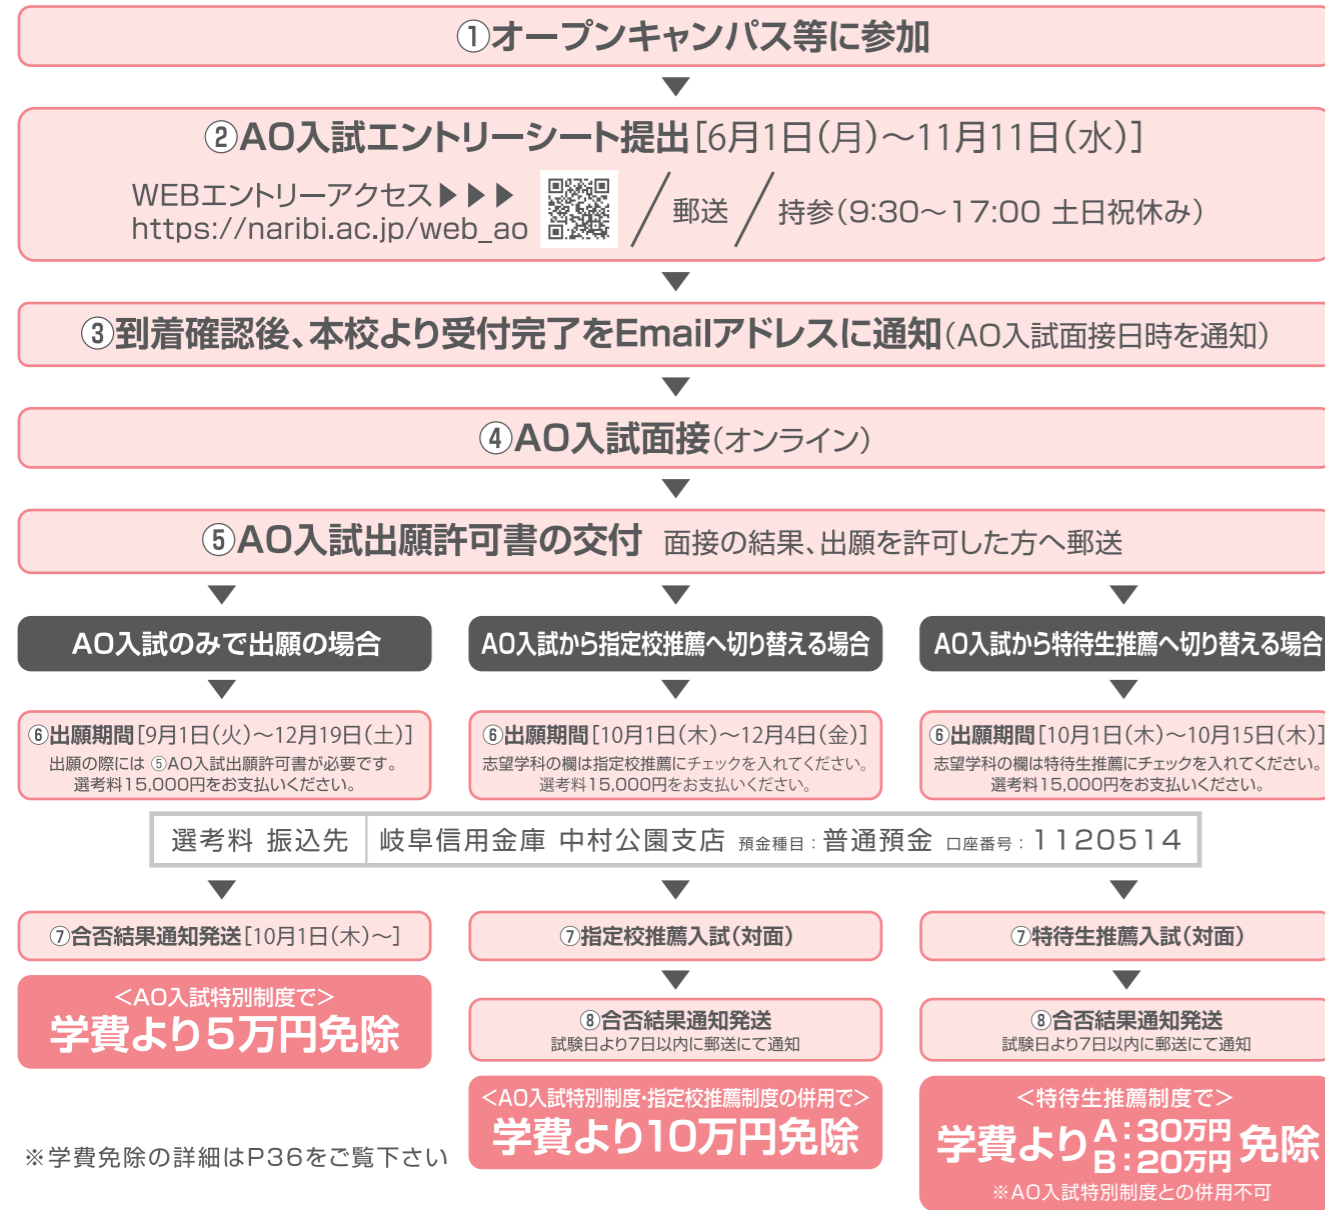 ①オープンキャンパス等に参加
②AO入試エントリーシート提出[6月1日(月)〜11月11日(水)]
WEBエントリーアクセス▶▶▶
https://naribi.ac.jp/web_ao
郵送
持参(9:30〜17:00 土日祝休み)
③到着確認後、本校より受付完了をEmailアドレスに通知(AO入試面接日時を通知)
④AO入試面接(オンライン)
⑤AO入試出願許可書の交付 面接の結果、出願を許可した方へ郵送
AO入試のみで出願の場合
⑥出願期間[9月1日(火)〜12月19日(土)]
出願の際には ⑤AO入試出願許可書が必要です。
選考料15,000円をお支払いください。
AO入試から指定校推薦へ切り替える場合
⑥出願期間[10月1日(木)〜12月4日(金)]
志望学科の欄は指定校推薦にチェックを入れてください。
選考料15,000円をお支払いください。
AO入試から特待生推薦へ切り替える場合
⑥出願期間[10月1日(木)〜10月15日(木)]
志望学科の欄は特待生推薦にチェックを入れてください。
選考料15,000円をお支払いください。
選考料 振込先 岐阜信用金庫 中村公園支店 預金種目:普通預金 口座番号:1120514
⑦合否結果通知発送[10月1日(木)〜]
<AO入試特別制度で>
学費より5万円免除
⑦指定校推薦入試(対面)
⑧合否結果通知発送
試験日より7日以内に郵送にて通知
<AO入試特別制度・指定校推薦制度の併用で>
学費より10万円免除
⑦特待生推薦入試(対面)
⑧合否結果通知発送
試験日より7日以内に郵送にて通知
<特待生推薦制度で>
学費より A:30万円 B:20万円 免除
※AO入試特別制度との併用不可
※学費免除の詳細はP36をご覧下さい